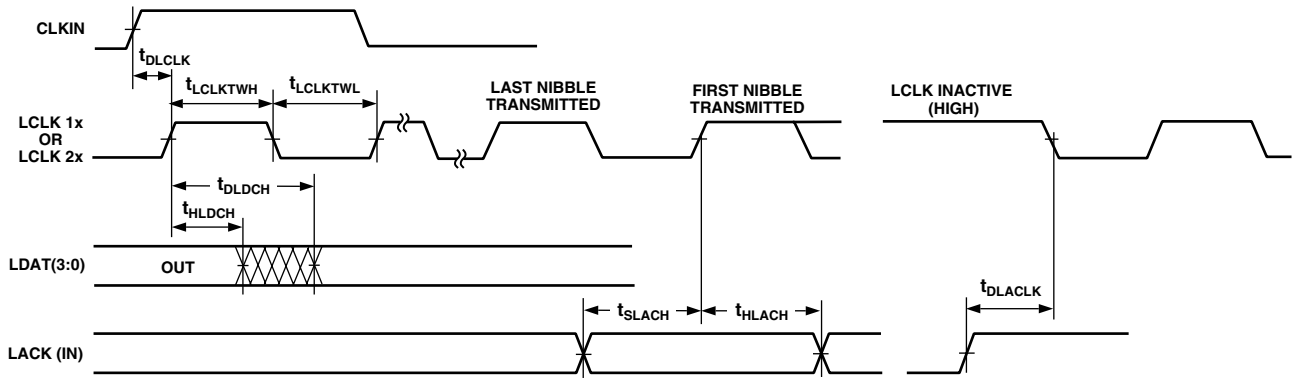 CLKIN
tDLCLK
tLCLKTWH
tLCLKTWL
LAST NIBBLE
TRANSMITTED
FIRST NIBBLE
TRANSMITTED
LCLK INACTIVE
(HIGH)
LCLK 1x
OR
LCLK 2x
tDLDCH
tHLDCH
LDAT(3:0)
OUT
tDLACLK
tSLACH
tHLACH
LACK (IN)